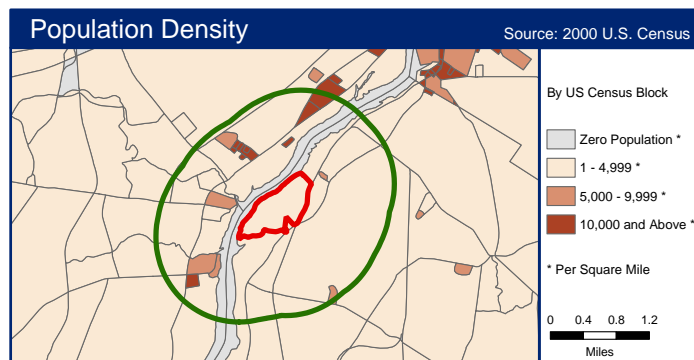 Population Density
Source: 2000 U.S. Census
By US Census Block
Zero Population *
1 - 4,999 *
5,000 - 9,999 *
10,000 and Above *
* Per Square Mile
0 0.4 0.8 1.2
Miles